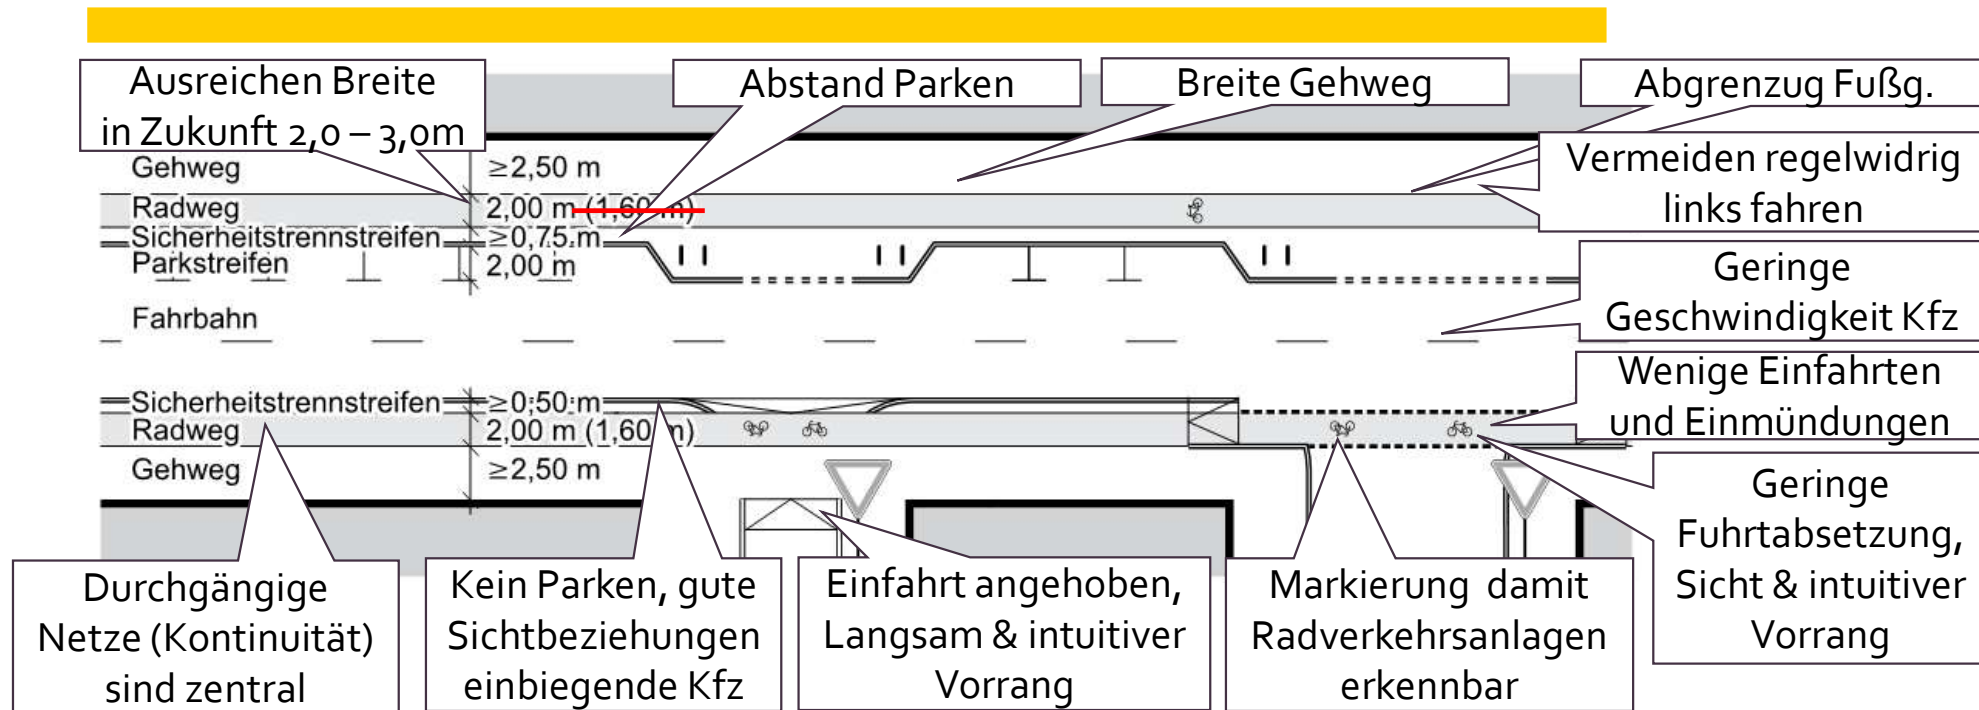 Ausreichen Breite
in Zukunft 2,0 – 3,0m
Abstand Parken
Breite Gehweg
Abgrenzug Fußg.
Vermeiden regelwidrig
links fahren
Gehweg ≥2,50 m
Radweg 2,00 m (1,60 m)
Sicherheitstrennstreifen ≥0,75 m
Parkstreifen 2,00 m
Geringe
Geschwindigkeit Kfz
Fahrbahn
Wenige Einfahrten
und Einmündungen
Sicherheitstrennstreifen ≥0,50 m
Radweg 2,00 m (1,60 m)
Gehweg ≥2,50 m
Geringe
Fuhrtabsetzung,
Sicht & intuitiver
Vorrang
Durchgängige
Netze (Kontinuität)
sind zentral
Kein Parken, gute
Sichtbeziehungen
einbiegende Kfz
Einfahrt angehoben,
Langsam & intuitiver
Vorrang
Markierung damit
Radverkehrsanlagen
erkennbar